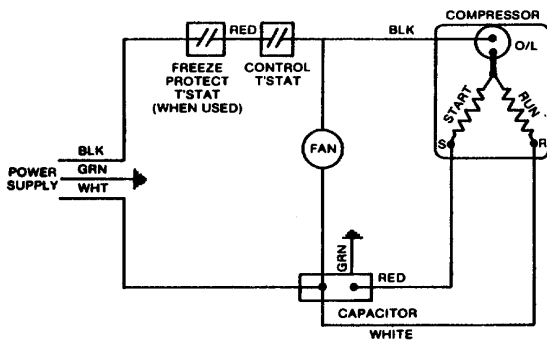 COMPRESSOR
BLK
RED
O/L
FREEZE
PROTECT
T'STAT
(WHEN USED)
CONTROL
T'STAT
START
RUN
FAN
S
R
BLK
GRN
WHT
POWER
SUPPLY
GRN
RED
CAPACITOR
WHITE